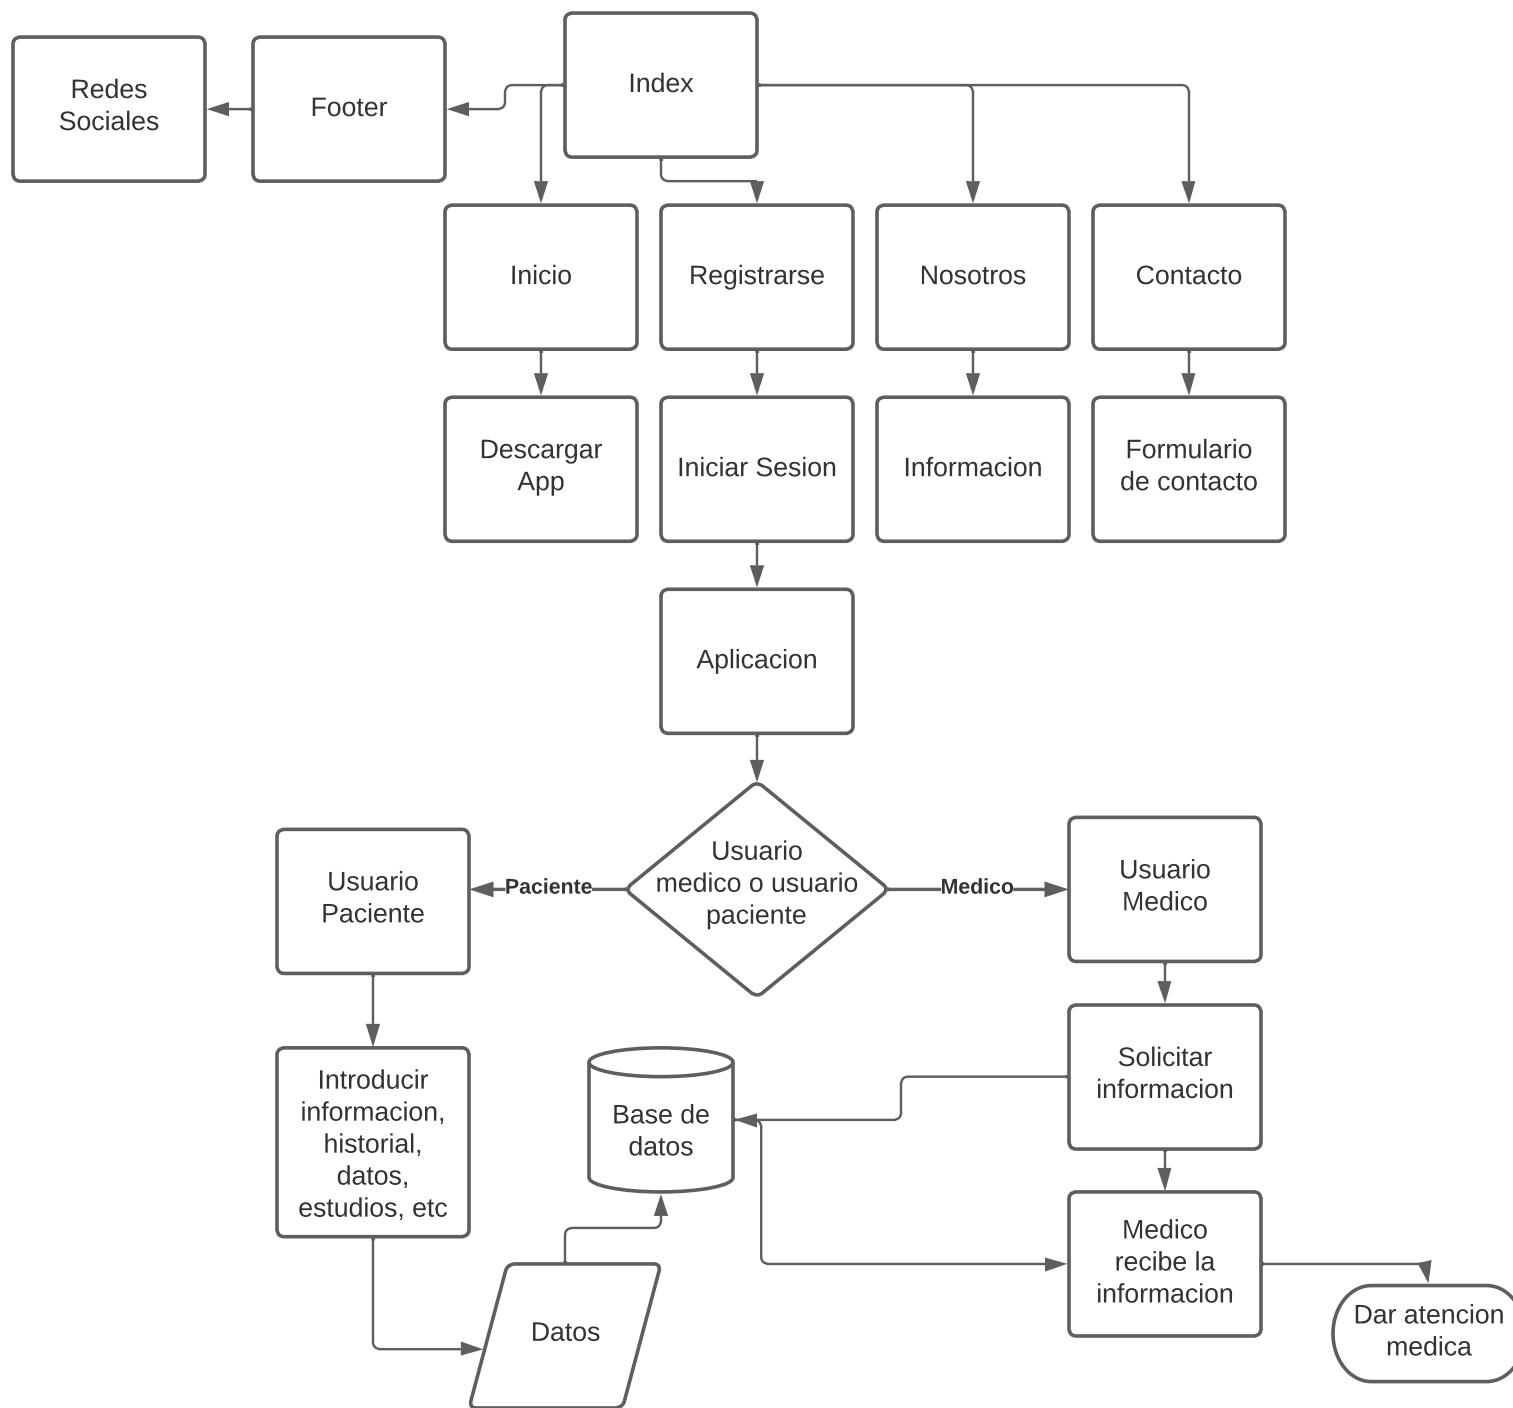 Index
Redes
Sociales
Footer
Inicio
Registrarse
Nosotros
Contacto
Descargar
App
Iniciar Sesion
Informacion
Formulario
de contacto
Aplicacion
Usuario
Paciente
Paciente
Usuario
medico o usuario
paciente
Medico
Usuario
Medico
Introducir
informacion,
historial,
datos,
estudios, etc
Base de
datos
Solicitar
informacion
Medico
recibe la
informacion
Datos
Dar atencion
medica